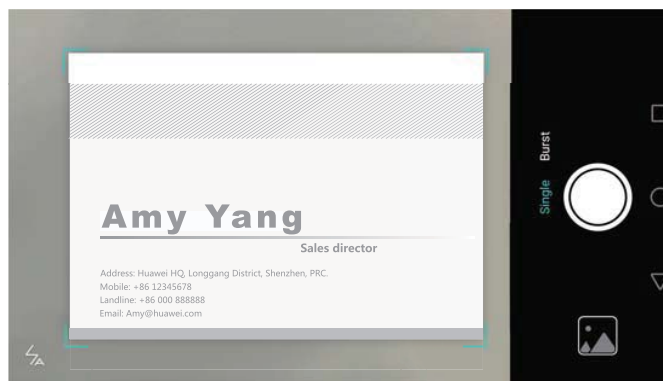 Amy Yang
Sales director
Address: Huawei HQ, Longgang District, Shenzhen, PRC.
Mobile: +86 12345678
Landline: +86 000 888888
Email: Amy@huawei.com
Single Burst
A